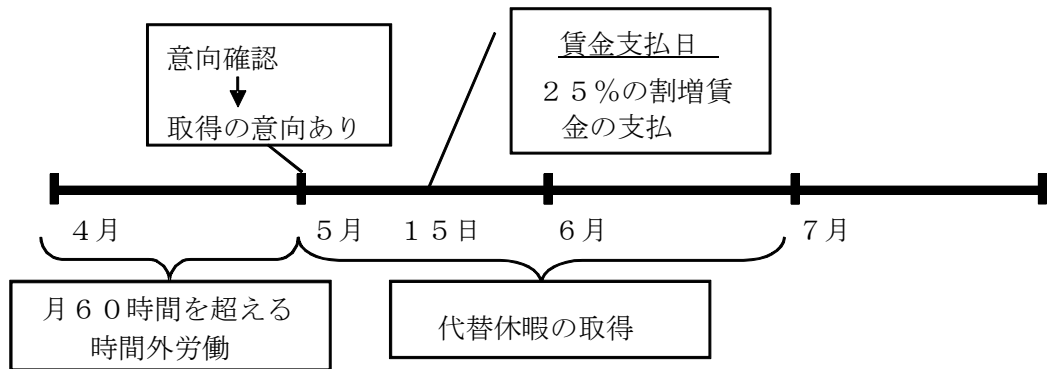 意向確認
取得の意向あり
賃金支払日
25%の割増賃
金の支払
4月
5月
15日
6月
7月
月60時間を超える
時間外労働
代替休暇の取得